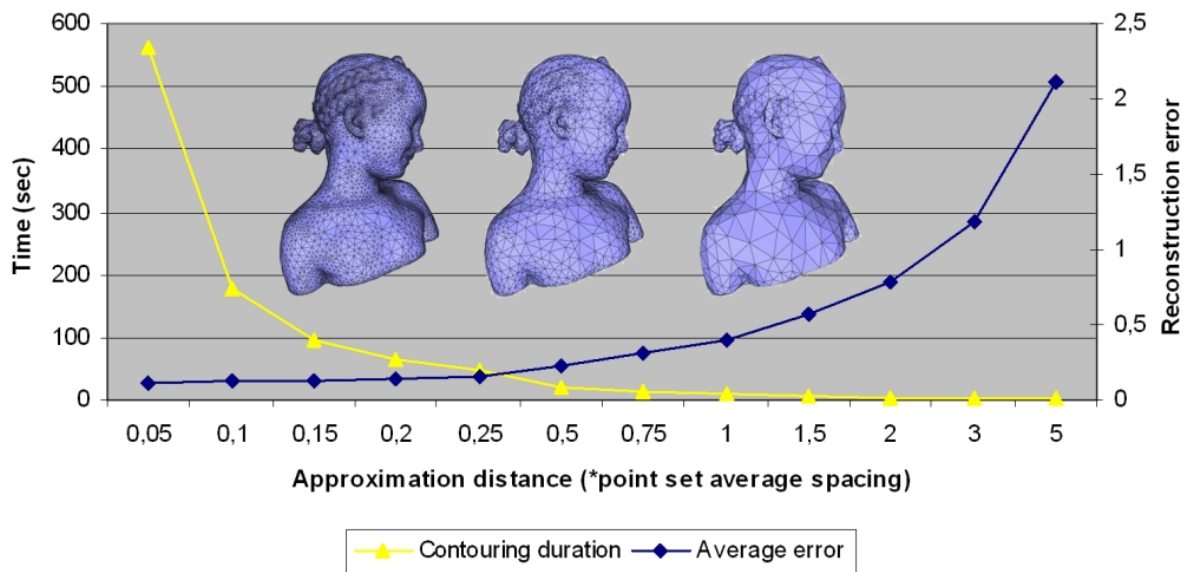 600
500
400
300
200
100
0
Time (sec)
2,5
2
1,5
1
0,5
0
Reconstruction error
0,05 0,1 0,15 0,2 0,25 0,5 0,75 1 1,5 2 3 5
Approximation distance (*point set average spacing)
Contouring duration Average error